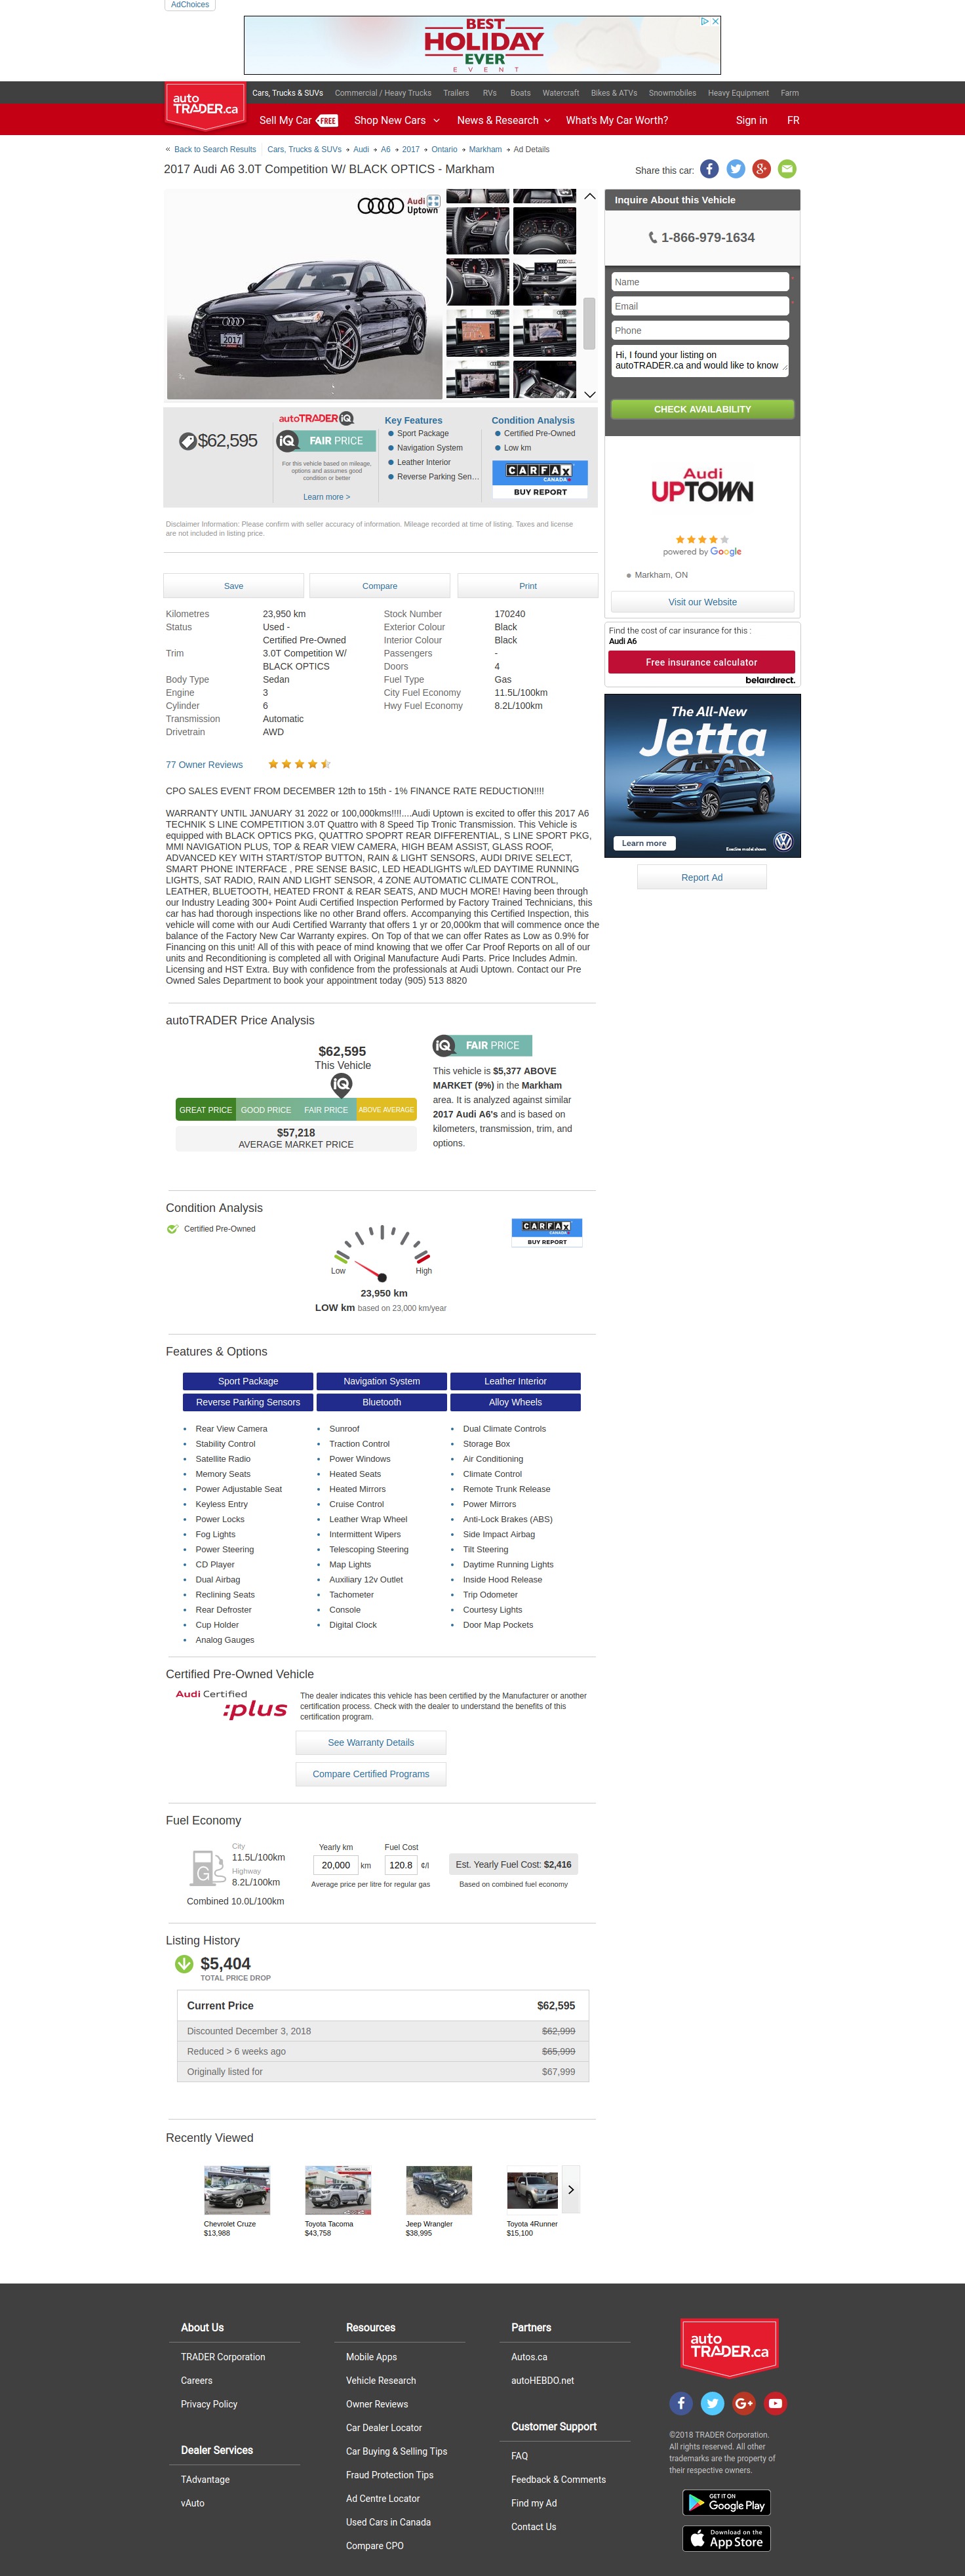 AdChoices
BEST
HOLIDAY
EVER
EVENT
auto
TRADER.ca
Cars, Trucks & SUVs Commercial / Heavy Trucks Trailers RVs Boats Watercraft Bikes & ATVs Snowmobiles Heavy Equipment Farm
Sell My Car FREE Shop New Cars News & Research What's My Car Worth? Sign in FR
« Back to Search Results Cars, Trucks & SUVs Audi A6 2017 Ontario Markham Ad Details
2017 Audi A6 3.0T Competition W/ BLACK OPTICS - Markham
Share this car:
Audi
Uptown
2017
Inquire About this Vehicle
1-866-979-1634
Name
Email
Phone
Hi, I found your listing on
autoTRADER.ca and would like to know
CHECK AVAILABILITY
$62,595
autoTRADER iQ
iQ FAIR PRICE
For this vehicle based on mileage,
options and assumes good
condition or better
Learn more >
Key Features
Sport Package
Navigation System
Leather Interior
Reverse Parking Sen…
Condition Analysis
Certified Pre-Owned
Low km
CARFAX
CANADA
BUY REPORT
Audi
UPTOWN
powered by Google
Markham, ON
Visit our Website
Disclaimer Information: Please confirm with seller accuracy of information. Mileage recorded at time of listing. Taxes and license
are not included in listing price.
Save Compare Print
Kilometres 23,950 km Stock Number 170240
Status Used - Exterior Colour Black
Certified Pre-Owned Interior Colour Black
Trim 3.0T Competition W/ Passengers -
BLACK OPTICS Doors 4
Body Type Sedan Fuel Type Gas
Engine 3 City Fuel Economy 11.5L/100km
Cylinder 6 Hwy Fuel Economy 8.2L/100km
Transmission Automatic
Drivetrain AWD
Find the cost of car insurance for this :
Audi A6
Free insurance calculator
belairdirect.
The All-New
Jetta
Learn more
Execline model shown
Report Ad
77 Owner Reviews
CPO SALES EVENT FROM DECEMBER 12th to 15th - 1% FINANCE RATE REDUCTION!!!!
WARRANTY UNTIL JANUARY 31 2022 or 100,000kms!!!!....Audi Uptown is excited to offer this 2017 A6
TECHNIK S LINE COMPETITION 3.0T Quattro with 8 Speed Tip Tronic Transmission. This Vehicle is
equipped with BLACK OPTICS PKG, QUATTRO SPOPRT REAR DIFFERENTIAL, S LINE SPORT PKG,
MMI NAVIGATION PLUS, TOP & REAR VIEW CAMERA, HIGH BEAM ASSIST, GLASS ROOF,
ADVANCED KEY WITH START/STOP BUTTON, RAIN & LIGHT SENSORS, AUDI DRIVE SELECT,
SMART PHONE INTERFACE , PRE SENSE BASIC, LED HEADLIGHTS w/LED DAYTIME RUNNING
LIGHTS, SAT RADIO, RAIN AND LIGHT SENSOR, 4 ZONE AUTOMATIC CLIMATE CONTROL,
LEATHER, BLUETOOTH, HEATED FRONT & REAR SEATS, AND MUCH MORE! Having been through
our Industry Leading 300+ Point Audi Certified Inspection Performed by Factory Trained Technicians, this
car has had thorough inspections like no other Brand offers. Accompanying this Certified Inspection, this
vehicle will come with our Audi Certified Warranty that offers 1 yr or 20,000km that will commence once the
balance of the Factory New Car Warranty expires. On Top of that we can offer Rates as Low as 0.9% for
Financing on this unit! All of this with peace of mind knowing that we offer Car Proof Reports on all of our
units and Reconditioning is completed all with Original Manufacture Audi Parts. Price Includes Admin.
Licensing and HST Extra. Buy with confidence from the professionals at Audi Uptown. Contact our Pre
Owned Sales Department to book your appointment today (905) 513 8820
autoTRADER Price Analysis
$62,595
This Vehicle
iQ
GREAT PRICE GOOD PRICE FAIR PRICE ABOVE AVERAGE
$57,218
AVERAGE MARKET PRICE
iQ FAIR PRICE
This vehicle is $5,377 ABOVE
MARKET (9%) in the Markham
area. It is analyzed against similar
2017 Audi A6's and is based on
kilometers, transmission, trim, and
options.
Condition Analysis
Certified Pre-Owned
Low High
23,950 km
LOW km based on 23,000 km/year
CARFAX
CANADA
BUY REPORT
Features & Options
Sport Package Navigation System Leather Interior
Reverse Parking Sensors Bluetooth Alloy Wheels
Rear View Camera Sunroof Dual Climate Controls
Stability Control Traction Control Storage Box
Satellite Radio Power Windows Air Conditioning
Memory Seats Heated Seats Climate Control
Power Adjustable Seat Heated Mirrors Remote Trunk Release
Keyless Entry Cruise Control Power Mirrors
Power Locks Leather Wrap Wheel Anti-Lock Brakes (ABS)
Fog Lights Intermittent Wipers Side Impact Airbag
Power Steering Telescoping Steering Tilt Steering
CD Player Map Lights Daytime Running Lights
Dual Airbag Auxiliary 12v Outlet Inside Hood Release
Reclining Seats Tachometer Trip Odometer
Rear Defroster Console Courtesy Lights
Cup Holder Digital Clock Door Map Pockets
Analog Gauges
Certified Pre-Owned Vehicle
Audi Certified
:plus
The dealer indicates this vehicle has been certified by the Manufacturer or another
certification process. Check with the dealer to understand the benefits of this
certification program.
See Warranty Details
Compare Certified Programs
Fuel Economy
City
11.5L/100km
Highway
8.2L/100km
G
Combined 10.0L/100km
Yearly km Fuel Cost
20,000 km 120.8 ¢/l
Average price per litre for regular gas
Est. Yearly Fuel Cost: $2,416
Based on combined fuel economy
Listing History
$5,404
TOTAL PRICE DROP
Current Price $62,595
Discounted December 3, 2018 $62,999
Reduced > 6 weeks ago $65,999
Originally listed for $67,999
Recently Viewed
Chevrolet Cruze Toyota Tacoma Jeep Wrangler Toyota 4Runner
$13,988 $43,758 $38,995 $15,100
About Us
TRADER Corporation
Careers
Privacy Policy
Dealer Services
TAdvantage
vAuto
Resources
Mobile Apps
Vehicle Research
Owner Reviews
Car Dealer Locator
Car Buying & Selling Tips
Fraud Protection Tips
Ad Centre Locator
Used Cars in Canada
Compare CPO
Partners
Autos.ca
autoHEBDO.net
Customer Support
FAQ
Feedback & Comments
Find my Ad
Contact Us
auto
TRADER.ca
©2018 TRADER Corporation.
All rights reserved. All other
trademarks are the property of
their respective owners.
GET IT ON
Google Play
Download on the
App Store